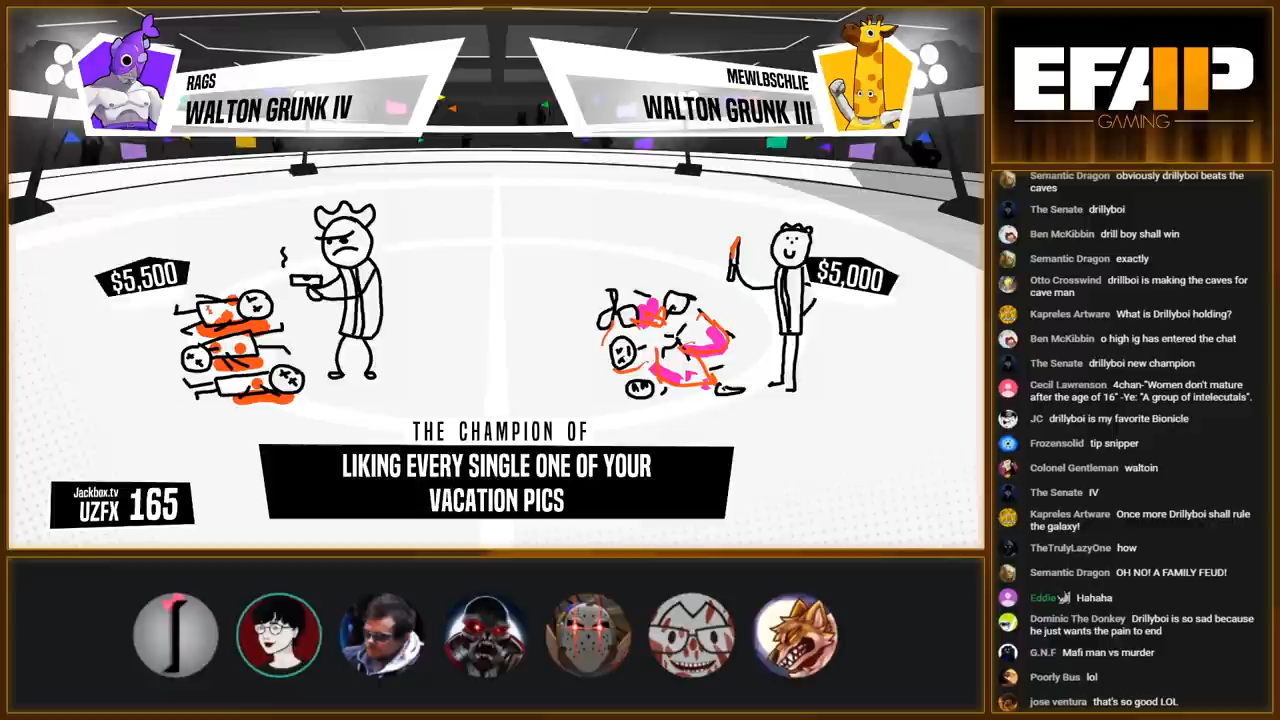 RAGS
WALTON GRUNK IV
MEWLBSCHLIE
WALTON GRUNK III
EFAP
GAMING
$5,500
$5,000
THE CHAMPION OF
LIKING EVERY SINGLE ONE OF YOUR
VACATION PICS
Jackbox.tv
UZFX 165
Semantic Dragon obviously drillyboi beats the
caves
The Senate drillyboi
Ben McKibbin drill boy shall win
Semantic Dragon exactly
Otto Crosswind drillboi is making the caves for
cave man
Kapreles Artware What is Drillyboi holding?
Ben McKibbin o high ig has entered the chat
The Senate drillyboi new champion
Cecil Lawrenson 4chan-"Women don't mature
after the age of 16" -Ye: "A group of intelecutals".
JC drillyboi is my favorite Bionicle
Frozensolid tip snipper
Colonel Gentleman waltoin
The Senate IV
Kapreles Artware Once more Drillyboi shall rule
the galaxy!
TheTrulyLazyOne how
Semantic Dragon OH NO! A FAMILY FEUD!
Eddie Hahaha
Dominic The Donkey Drillyboi is so sad because
he just wants the pain to end
G.N.F Mafi man vs murder
Poorly Bus lol
jose ventura that's so good LOL